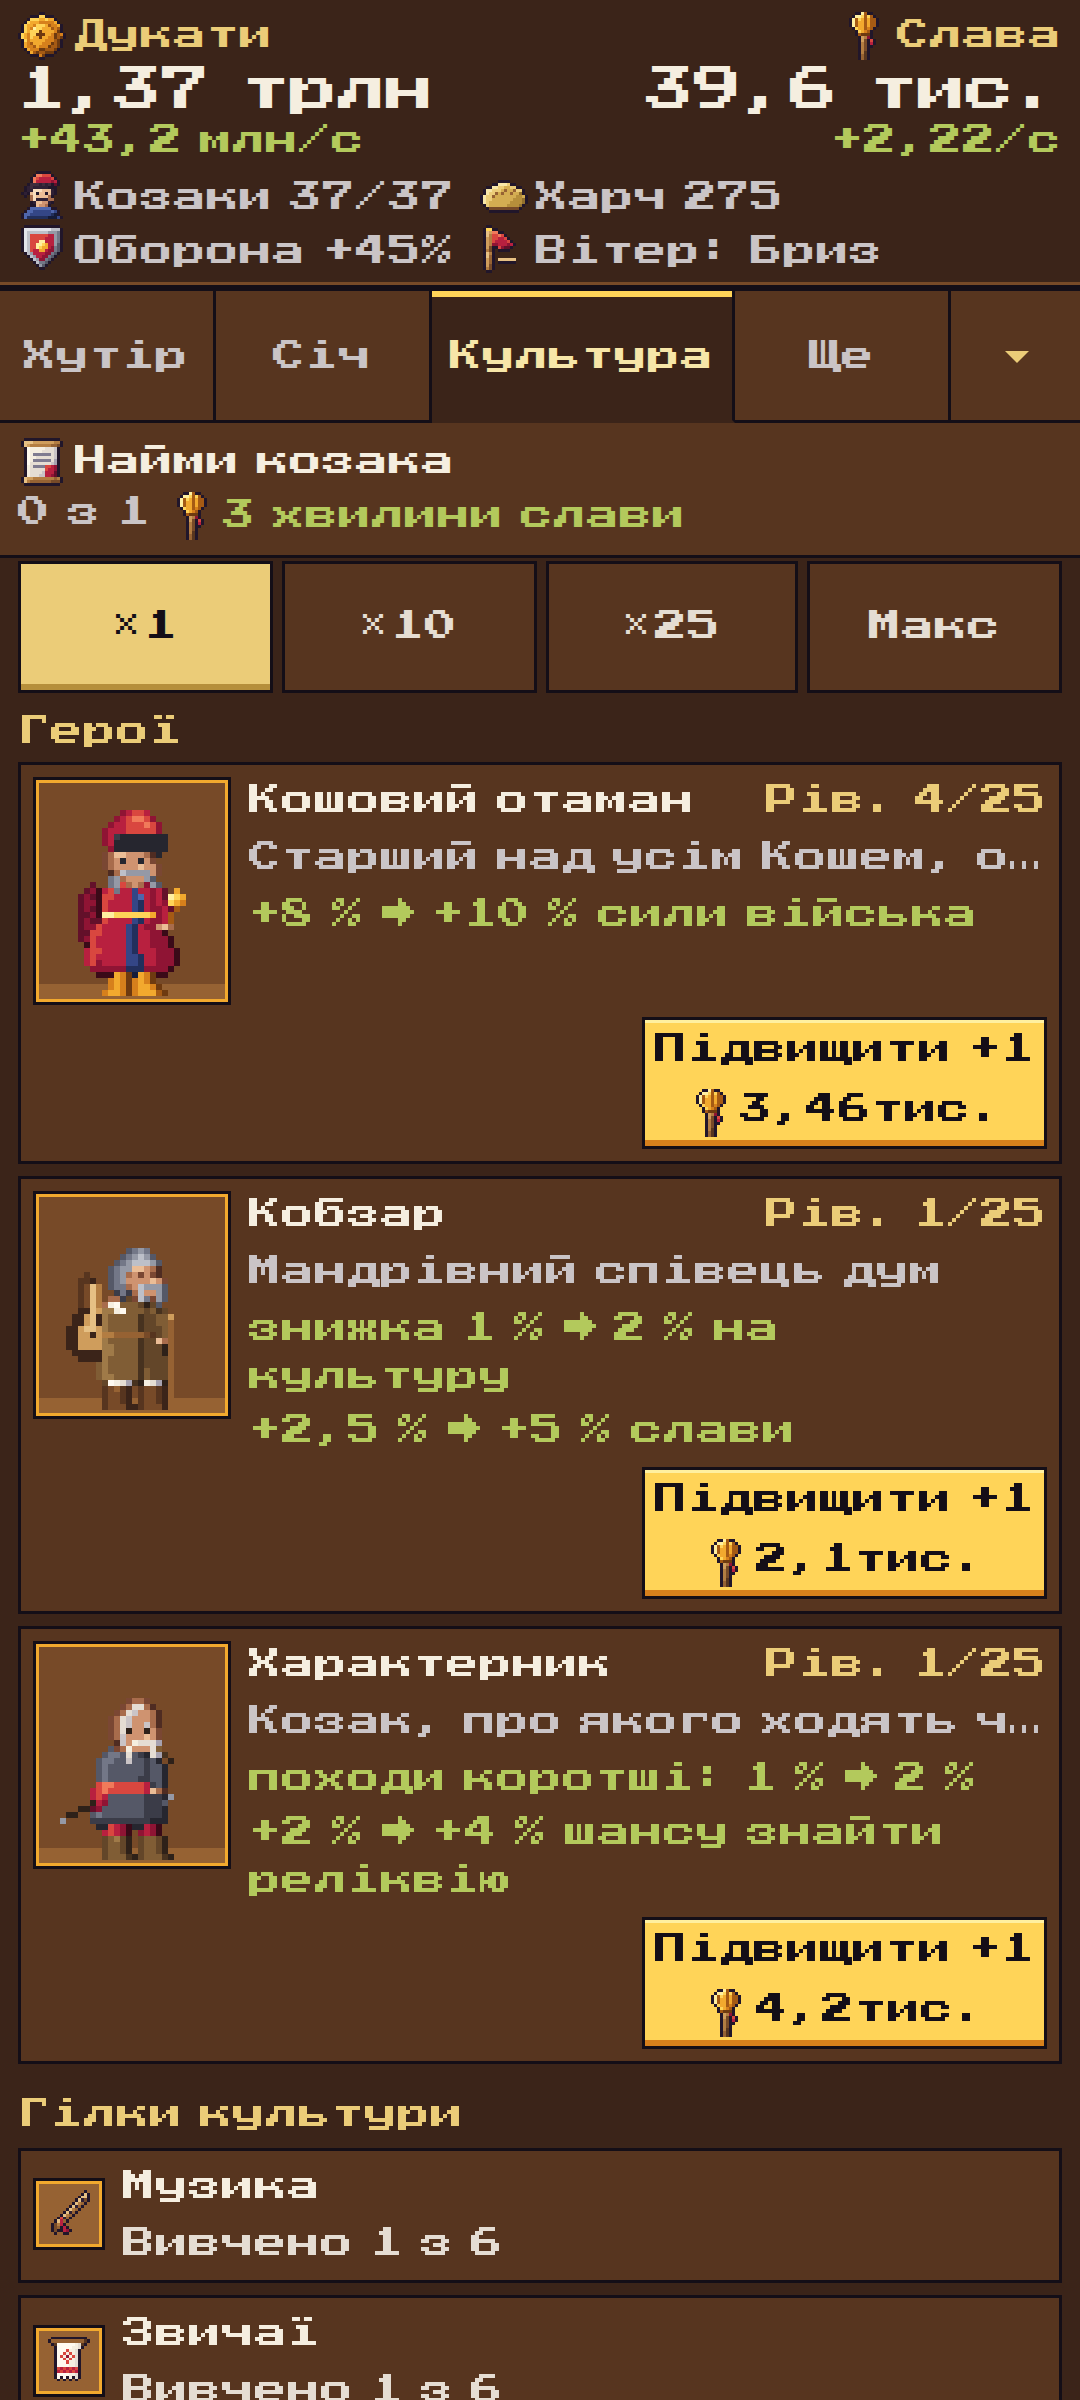 Дукати
Слава
1,37 трлн
39,6 тис.
+43,2 млн/с
+2,22/с
Козаки 37/37
Харч 275
Оборона +45%
Вітер: Бриз
Хутір
Січ
Культура
Ще
Найми козака
0 з 1
3 хвилини слави
×1
×10
×25
Макс
Герої
Кошовий отаман
Рів. 4/25
Старший над усім Кошем, о...
+8 % ➡ +10 % сили війська
Підвищити +1
3,46тис.
Кобзар
Рів. 1/25
Мандрівний співець дум
знижка 1 % ➡ 2 % на
культуру
+2,5 % ➡ +5 % слави
Підвищити +1
2,1тис.
Характерник
Рів. 1/25
Козак, про якого ходять ч...
походи коротші: 1 % ➡ 2 %
+2 % ➡ +4 % шансу знайти
реліквію
Підвищити +1
4,2тис.
Гілки культури
Музика
Вивчено 1 з 6
Звичаї
Вивчено 1 з 6